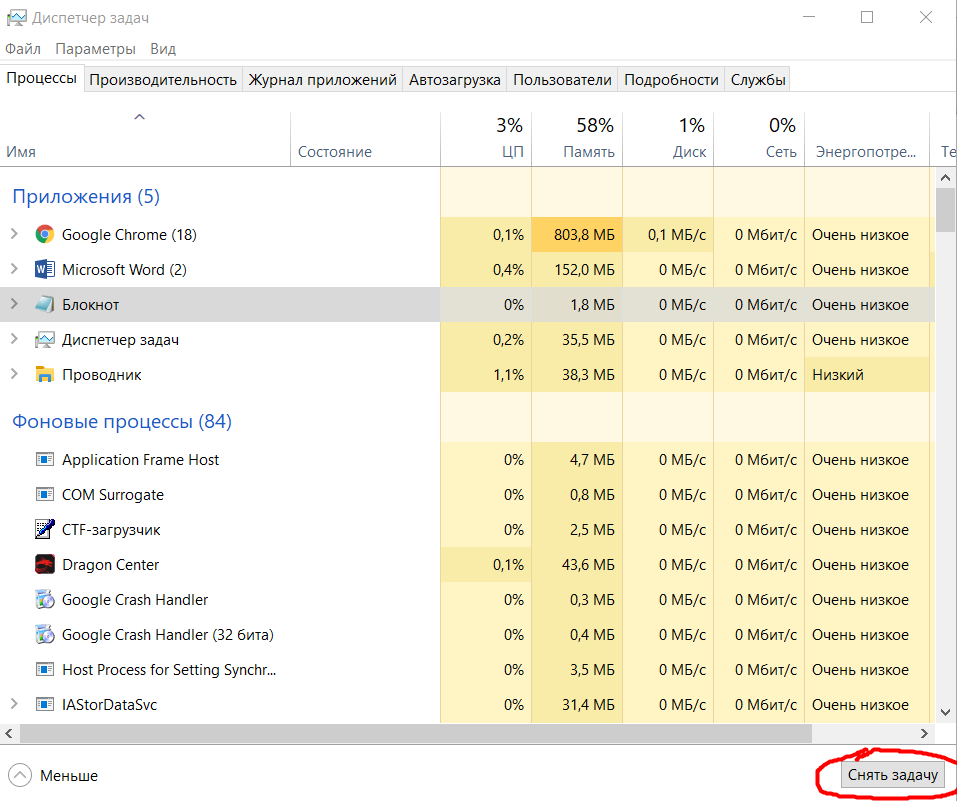 Диспетчер задач
Файл Параметры Вид
Процессы Производительность Журнал приложений Автозагрузка Пользователи Подробности Службы
3% 58% 1% 0%
Имя Состояние ЦП Память Диск Сеть Энергопотре... Те
Приложения (5)
Google Chrome (18) 0,1% 803,8 МБ 0,1 МБ/с 0 Мбит/с Очень низкое
Microsoft Word (2) 0,4% 152,0 МБ 0 МБ/с 0 Мбит/с Очень низкое
Блокнот 0% 1,8 МБ 0 МБ/с 0 Мбит/с Очень низкое
Диспетчер задач 0,2% 35,5 МБ 0 МБ/с 0 Мбит/с Очень низкое
Проводник 1,1% 38,3 МБ 0 МБ/с 0 Мбит/с Низкий
Фоновые процессы (84)
Application Frame Host 0% 4,7 МБ 0 МБ/с 0 Мбит/с Очень низкое
COM Surrogate 0% 0,8 МБ 0 МБ/с 0 Мбит/с Очень низкое
CTF-загрузчик 0% 2,5 МБ 0 МБ/с 0 Мбит/с Очень низкое
Dragon Center 0,1% 43,6 МБ 0 МБ/с 0 Мбит/с Очень низкое
Google Crash Handler 0% 0,3 МБ 0 МБ/с 0 Мбит/с Очень низкое
Google Crash Handler (32 бита) 0% 0,4 МБ 0 МБ/с 0 Мбит/с Очень низкое
Host Process for Setting Synchr... 0% 3,5 МБ 0 МБ/с 0 Мбит/с Очень низкое
IAStorDataSvc 0% 31,4 МБ 0 МБ/с 0 Мбит/с Очень низкое
Меньше Снять задачу